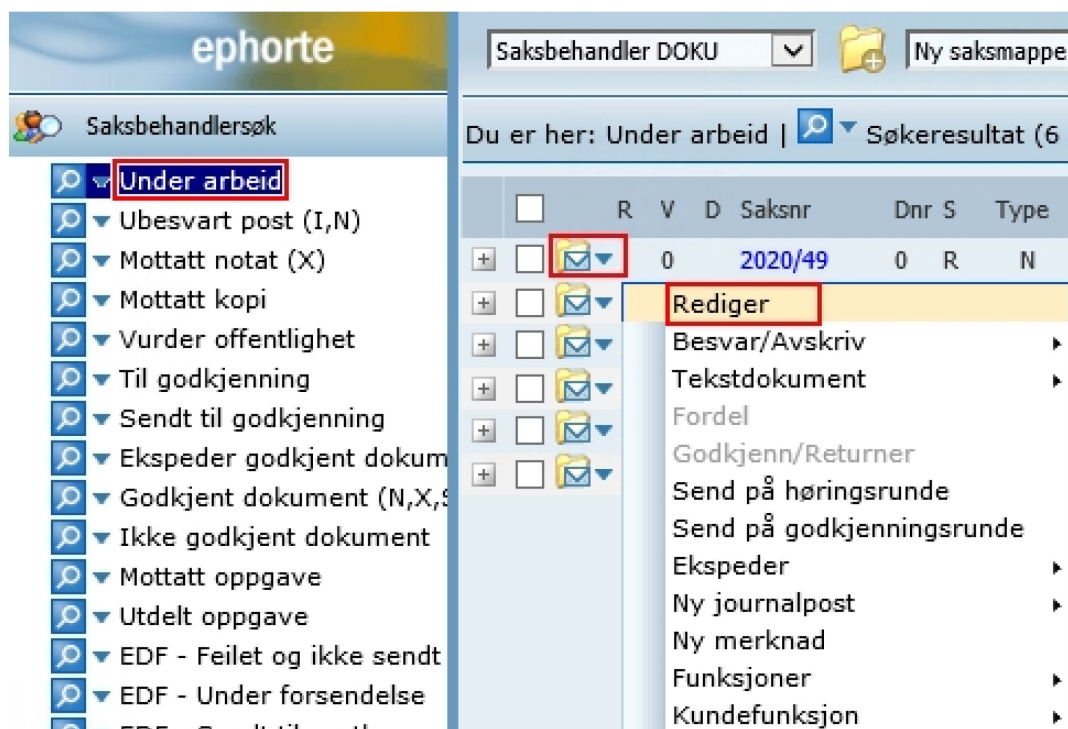 ephorte
Saksbehandlersøk
Under arbeid
Ubesvart post (I,N)
Mottatt notat (X)
Mottatt kopi
Vurder offentlighet
Til godkjenning
Sendt til godkjenning
Ekspeder godkjent dokum
Godkjent dokument (N,X,S
Ikke godkjent dokument
Mottatt oppgave
Utdelt oppgave
EDF - Feilet og ikke sendt
EDF - Under forsendelse
Saksbehandler DOKU Ny saksmappe
Du er her: Under arbeid | Søkeresultat (6
R V D Saksnr Dnr S Type
0 2020/49 0 R N
Rediger
Besvar/Avskriv
Tekstdokument
Fordel
Godkjenn/Returner
Send på høringsrunde
Send på godkjenningsrunde
Ekspeder
Ny journalpost
Ny merknad
Funksjoner
Kundefunksjon